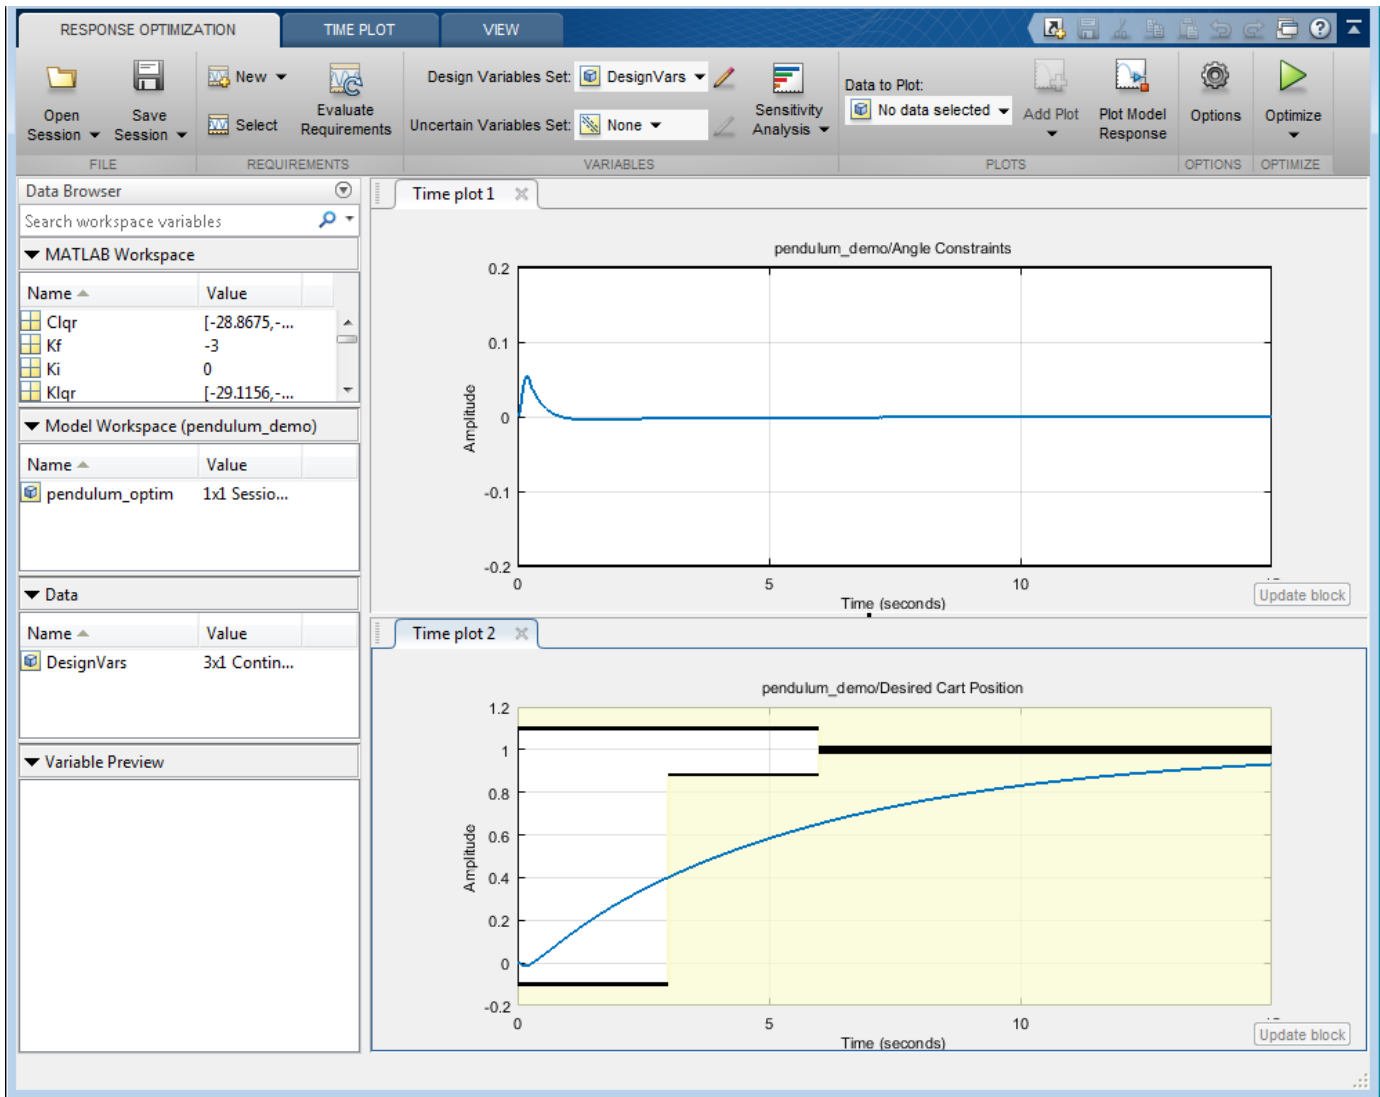 RESPONSE OPTIMIZATION TIME PLOT VIEW
New Design Variables Set: DesignVars Data to Plot:
Open Session Save Session Select Evaluate Requirements Uncertain Variables Set: None Sensitivity Analysis No data selected Add Plot Plot Model Response Options Optimize
FILE REQUIREMENTS VARIABLES PLOTS OPTIONS OPTIMIZE
Data Browser
Search workspace variables
MATLAB Workspace
Name Value
Clqr [-28.8675,-...
Kf -3
Ki 0
Klqr [-29.1156,-...
Model Workspace (pendulum_demo)
Name Value
pendulum_optim 1x1 Sessio...
Data
Name Value
DesignVars 3x1 Contin...
Variable Preview
Time plot 1
pendulum_demo/Angle Constraints
0.2
0.1
0
-0.1
-0.2
Amplitude
0 5 10
Time (seconds)
Update block
Time plot 2
pendulum_demo/Desired Cart Position
1.2
1
0.8
0.6
0.4
0.2
0
-0.2
Amplitude
0 5 10
Time (seconds)
Update block